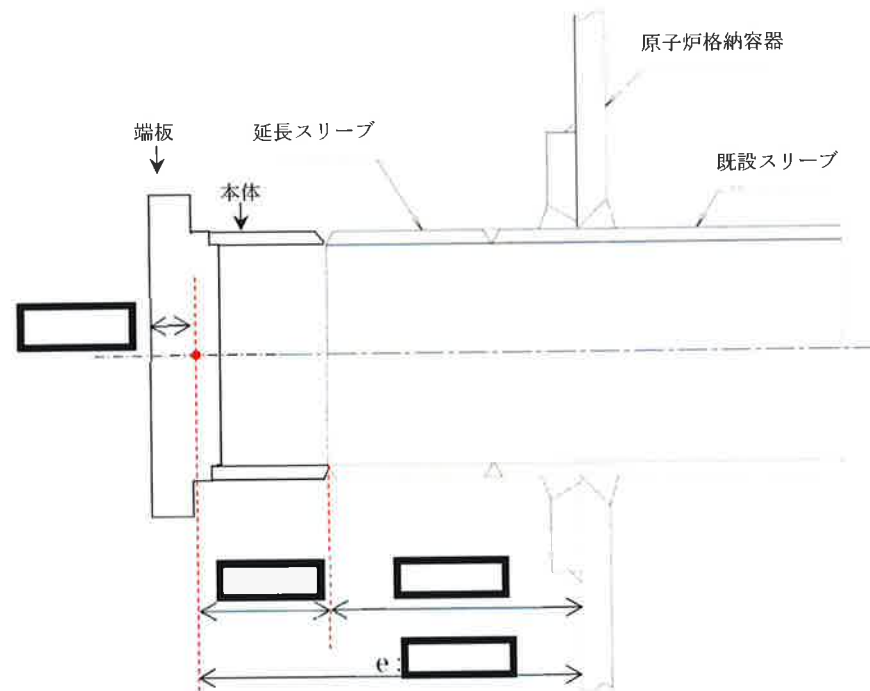 原子炉格納容器
延長スリーブ
端板
既設スリーブ
本体
e :